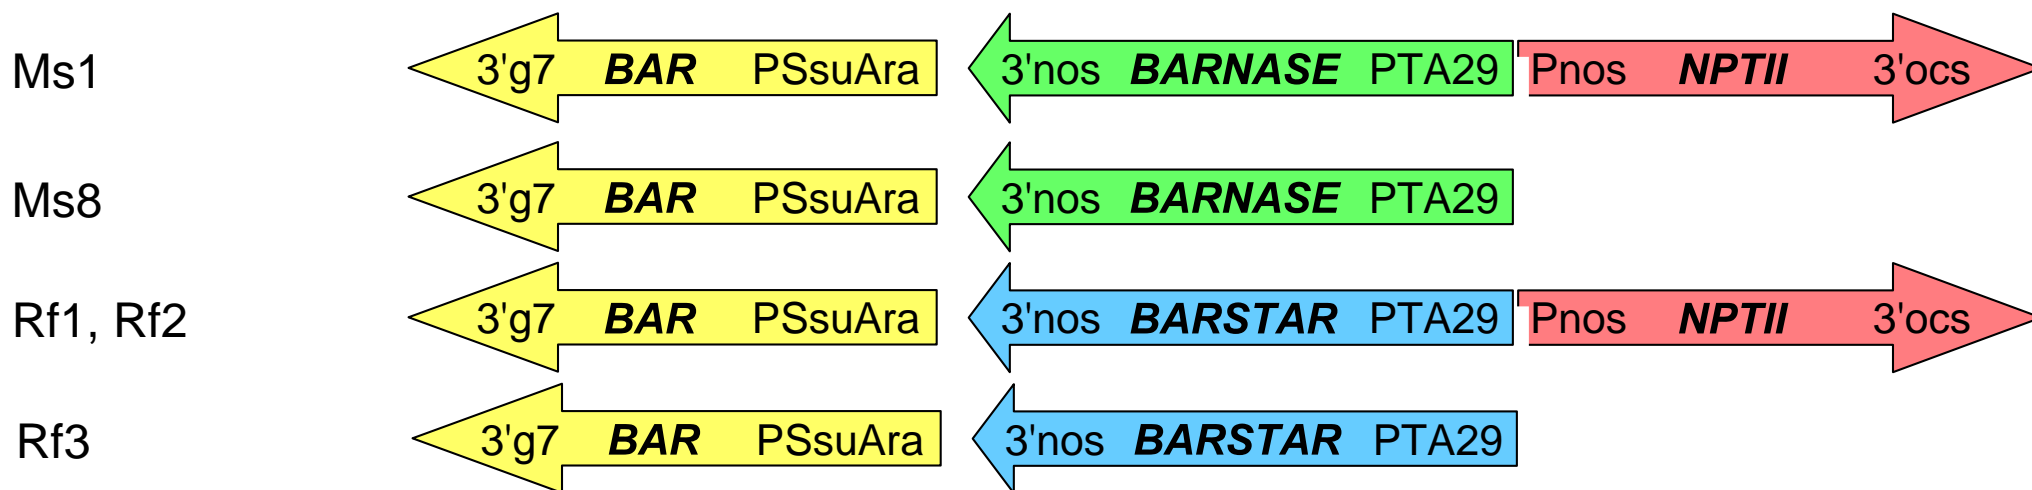 Ms1 3'g7 BAR PSsuAra 3'nos BARNASE PTA29 Pnos NPTII 3'ocs
Ms8 3'g7 BAR PSsuAra 3'nos BARNASE PTA29
Rf1, Rf2 3'g7 BAR PSsuAra 3'nos BARSTAR PTA29 Pnos NPTII 3'ocs
Rf3 3'g7 BAR PSsuAra 3'nos BARSTAR PTA29